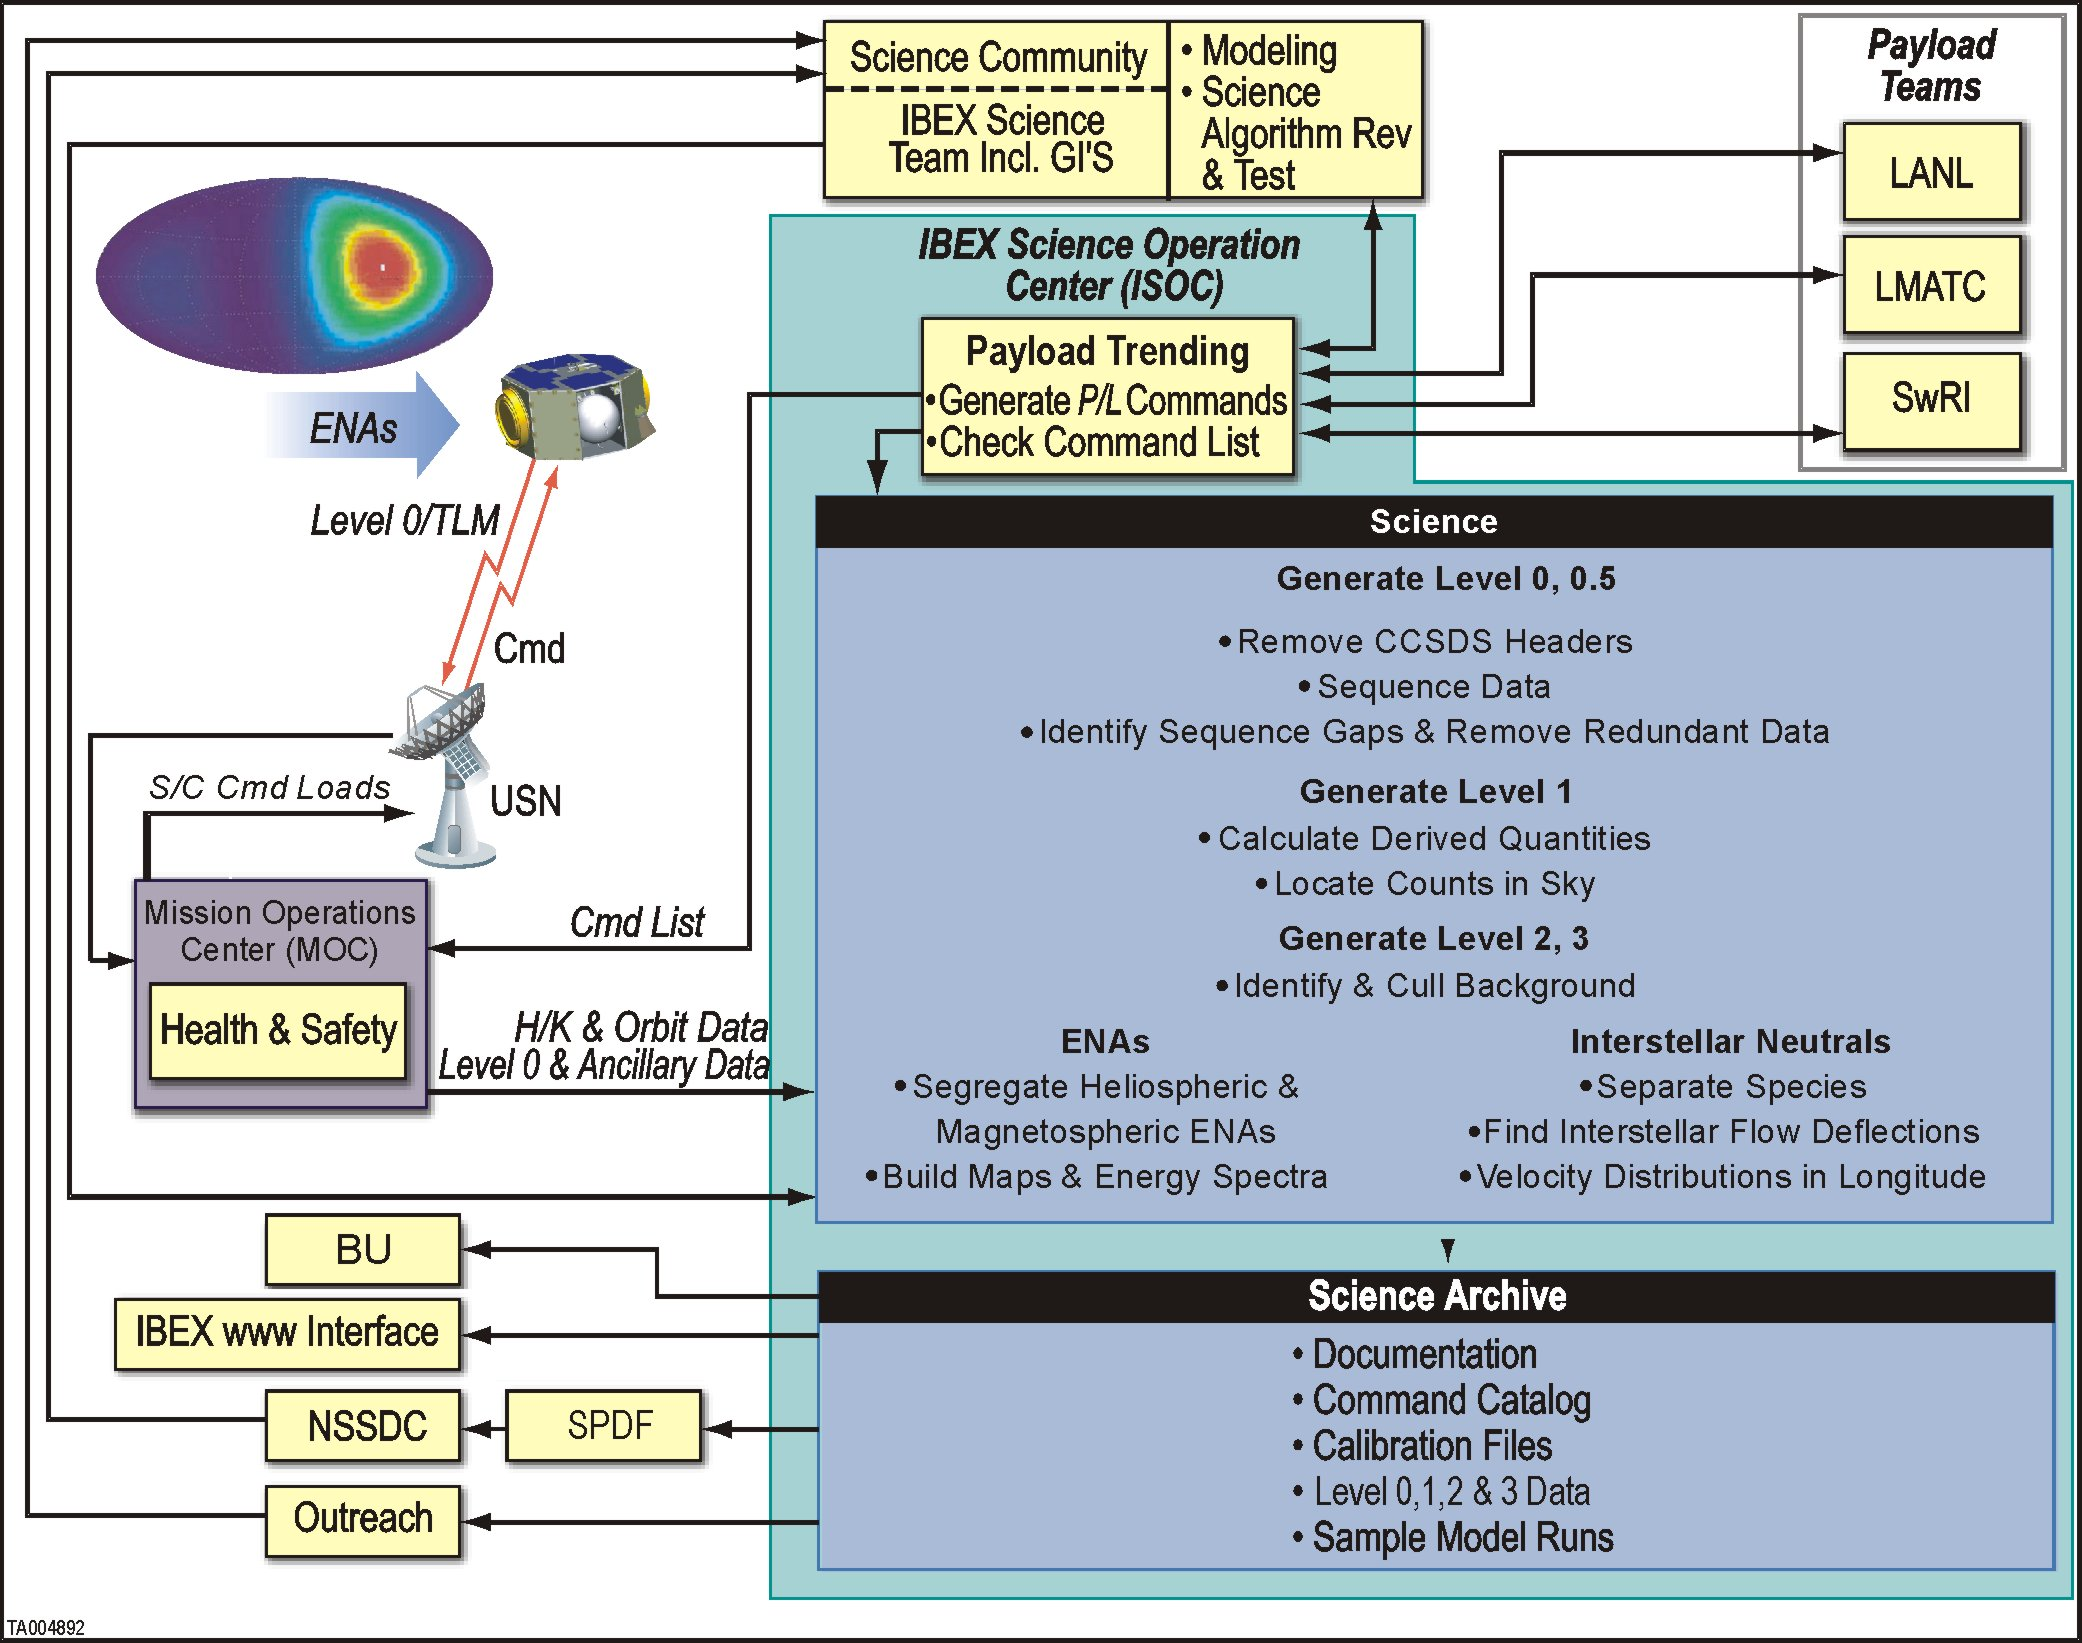 Science Community
IBEX Science
Team Incl. GI'S
• Modeling
• Science
Algorithm Rev
& Test
Payload
Teams
LANL
LMATC
SwRI
IBEX Science Operation
Center (ISOC)
Payload Trending
•Generate P/L Commands
•Check Command List
ENAs
Level 0/TLM
Cmd
S/C Cmd Loads
USN
Mission Operations
Center (MOC)
Health & Safety
Cmd List
H/K & Orbit Data
Level 0 & Ancillary Data
Science
Generate Level 0, 0.5
•Remove CCSDS Headers
•Sequence Data
•Identify Sequence Gaps & Remove Redundant Data
Generate Level 1
•Calculate Derived Quantities
•Locate Counts in Sky
Generate Level 2, 3
•Identify & Cull Background
ENAs
•Segregate Heliospheric &
Magnetospheric ENAs
•Build Maps & Energy Spectra
Interstellar Neutrals
•Separate Species
•Find Interstellar Flow Deflections
•Velocity Distributions in Longitude
BU
IBEX www Interface
NSSDC
SPDF
Outreach
Science Archive
• Documentation
• Command Catalog
• Calibration Files
• Level 0,1,2 & 3 Data
• Sample Model Runs
TA004892